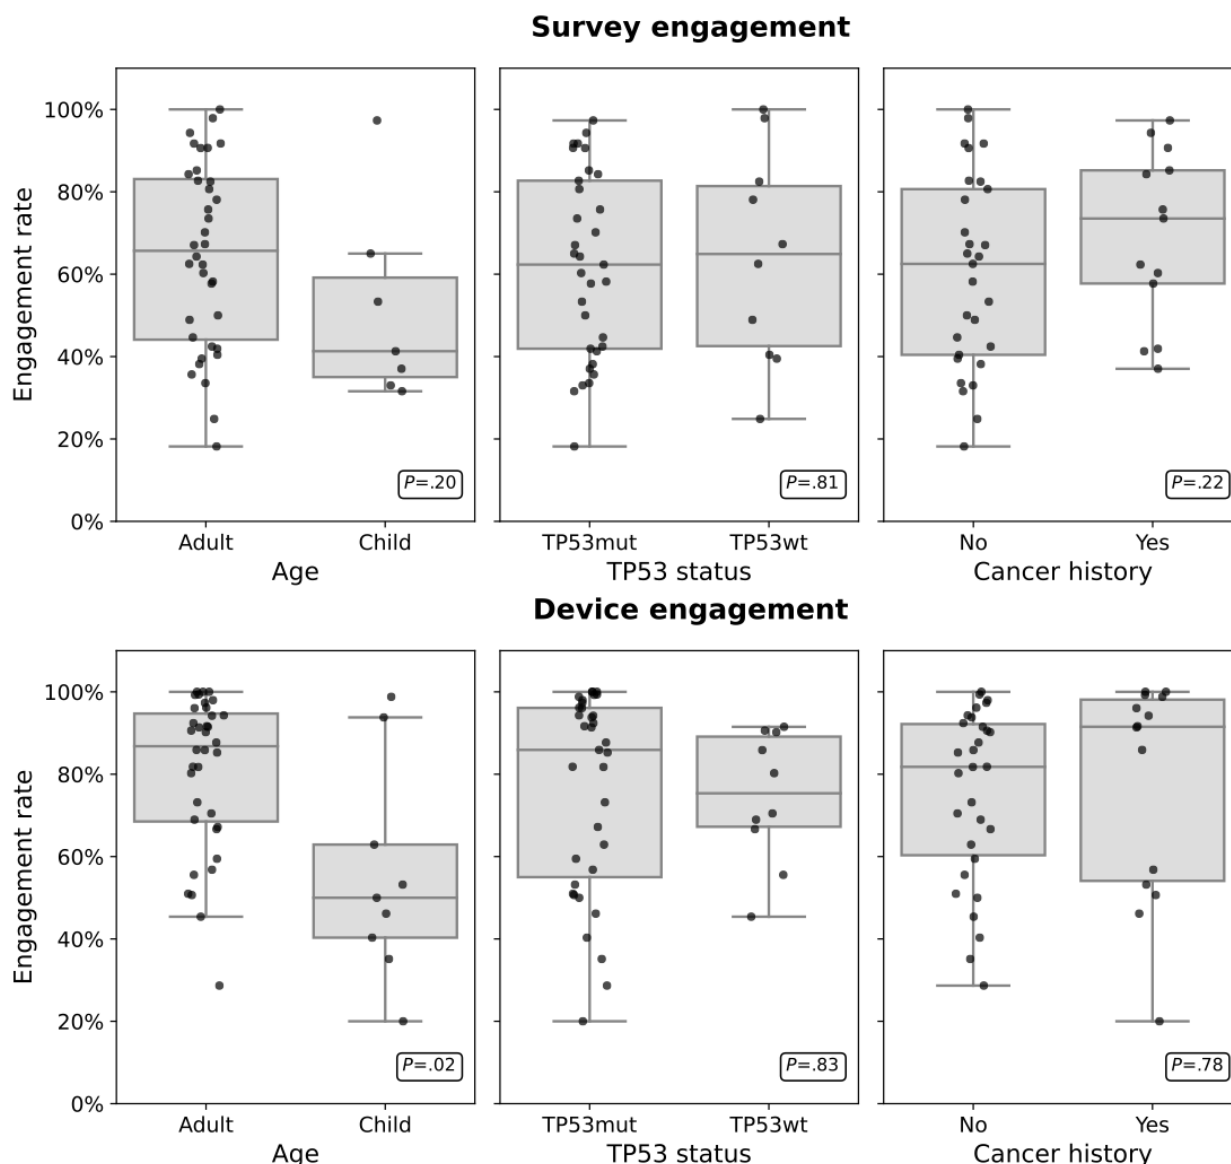 Survey engagement
Engagement rate
100%
80%
60%
40%
20%
0%
P=.20
P=.81
P=.22
Adult Child
TP53mut TP53wt
No Yes
Age
TP53 status
Cancer history
Device engagement
Engagement rate
100%
80%
60%
40%
20%
0%
P=.02
P=.83
P=.78
Adult Child
TP53mut TP53wt
No Yes
Age
TP53 status
Cancer history